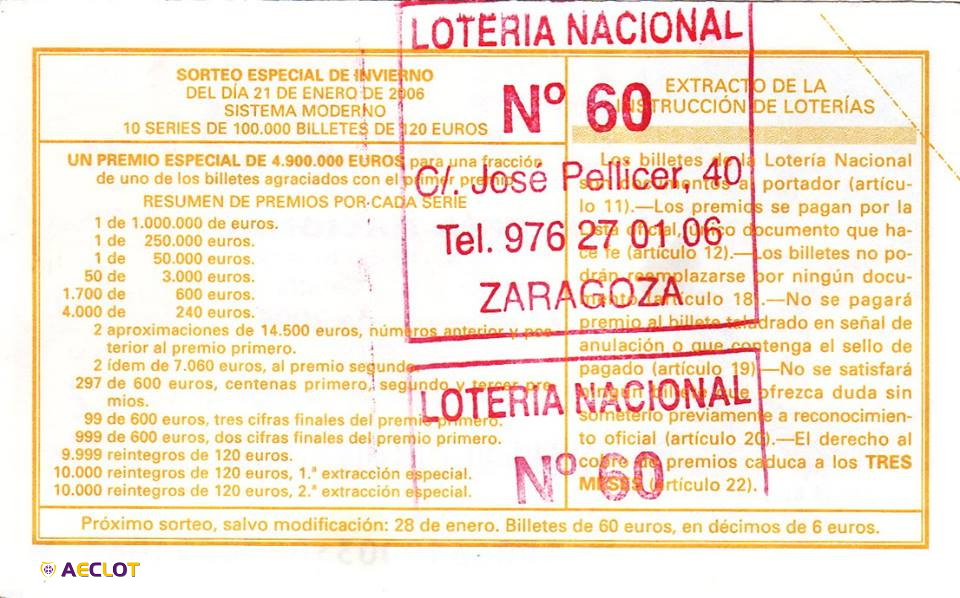 LOTERIA NACIONAL
Nº 60
C/. José Pellicer, 40
Tel. 976 27 01 06
ZARAGOZA
LOTERIA NACIONAL
Nº 60
SORTEO ESPECIAL DE INVIERNO
DEL DÍA 21 DE ENERO DE 2006
SISTEMA MODERNO
10 SERIES DE 100.000 BILLETES DE 120 EUROS
UN PREMIO ESPECIAL DE 4.900.000 EUROS para una fracción
de uno de los billetes agraciados con el primer premio
RESUMEN DE PREMIOS POR CADA SERIE
1 de 1.000.000 de euros.
1 de 250.000 euros.
1 de 50.000 euros.
50 de 3.000 euros.
1.700 de 600 euros.
4.000 de 240 euros.
2 aproximaciones de 14.500 euros, números anterior y pos-
terior al premio primero.
2 ídem de 7.060 euros, al premio segundo.
297 de 600 euros, centenas primero, segundo y tercer pre-
mios.
99 de 600 euros, tres cifras finales del premio primero.
999 de 600 euros, dos cifras finales del premio primero.
9.999 reintegros de 120 euros.
10.000 reintegros de 120 euros, 1.ª extracción especial.
10.000 reintegros de 120 euros, 2.ª extracción especial.
EXTRACTO DE LA
INSTRUCCIÓN DE LOTERÍAS
Los billetes de la Lotería Nacional
son documentos al portador (artícu-
lo 11).—Los premios se pagan por la
Lista oficial, único documento que ha-
ce fe (artículo 12).—Los billetes no po-
drán reemplazarse por ningún docu-
mento (artículo 18).—No se pagará
premio al billete taladrado en señal de
anulación o que contenga el sello de
pagado (artículo 19).—No se satisfará
ningún billete que ofrezca duda sin
someterlo previamente a reconocimien-
to oficial (artículo 20).—El derecho al
cobro de premios caduca a los TRES
MESES (artículo 22).
Próximo sorteo, salvo modificación: 28 de enero. Billetes de 60 euros, en décimos de 6 euros.
AECLOT